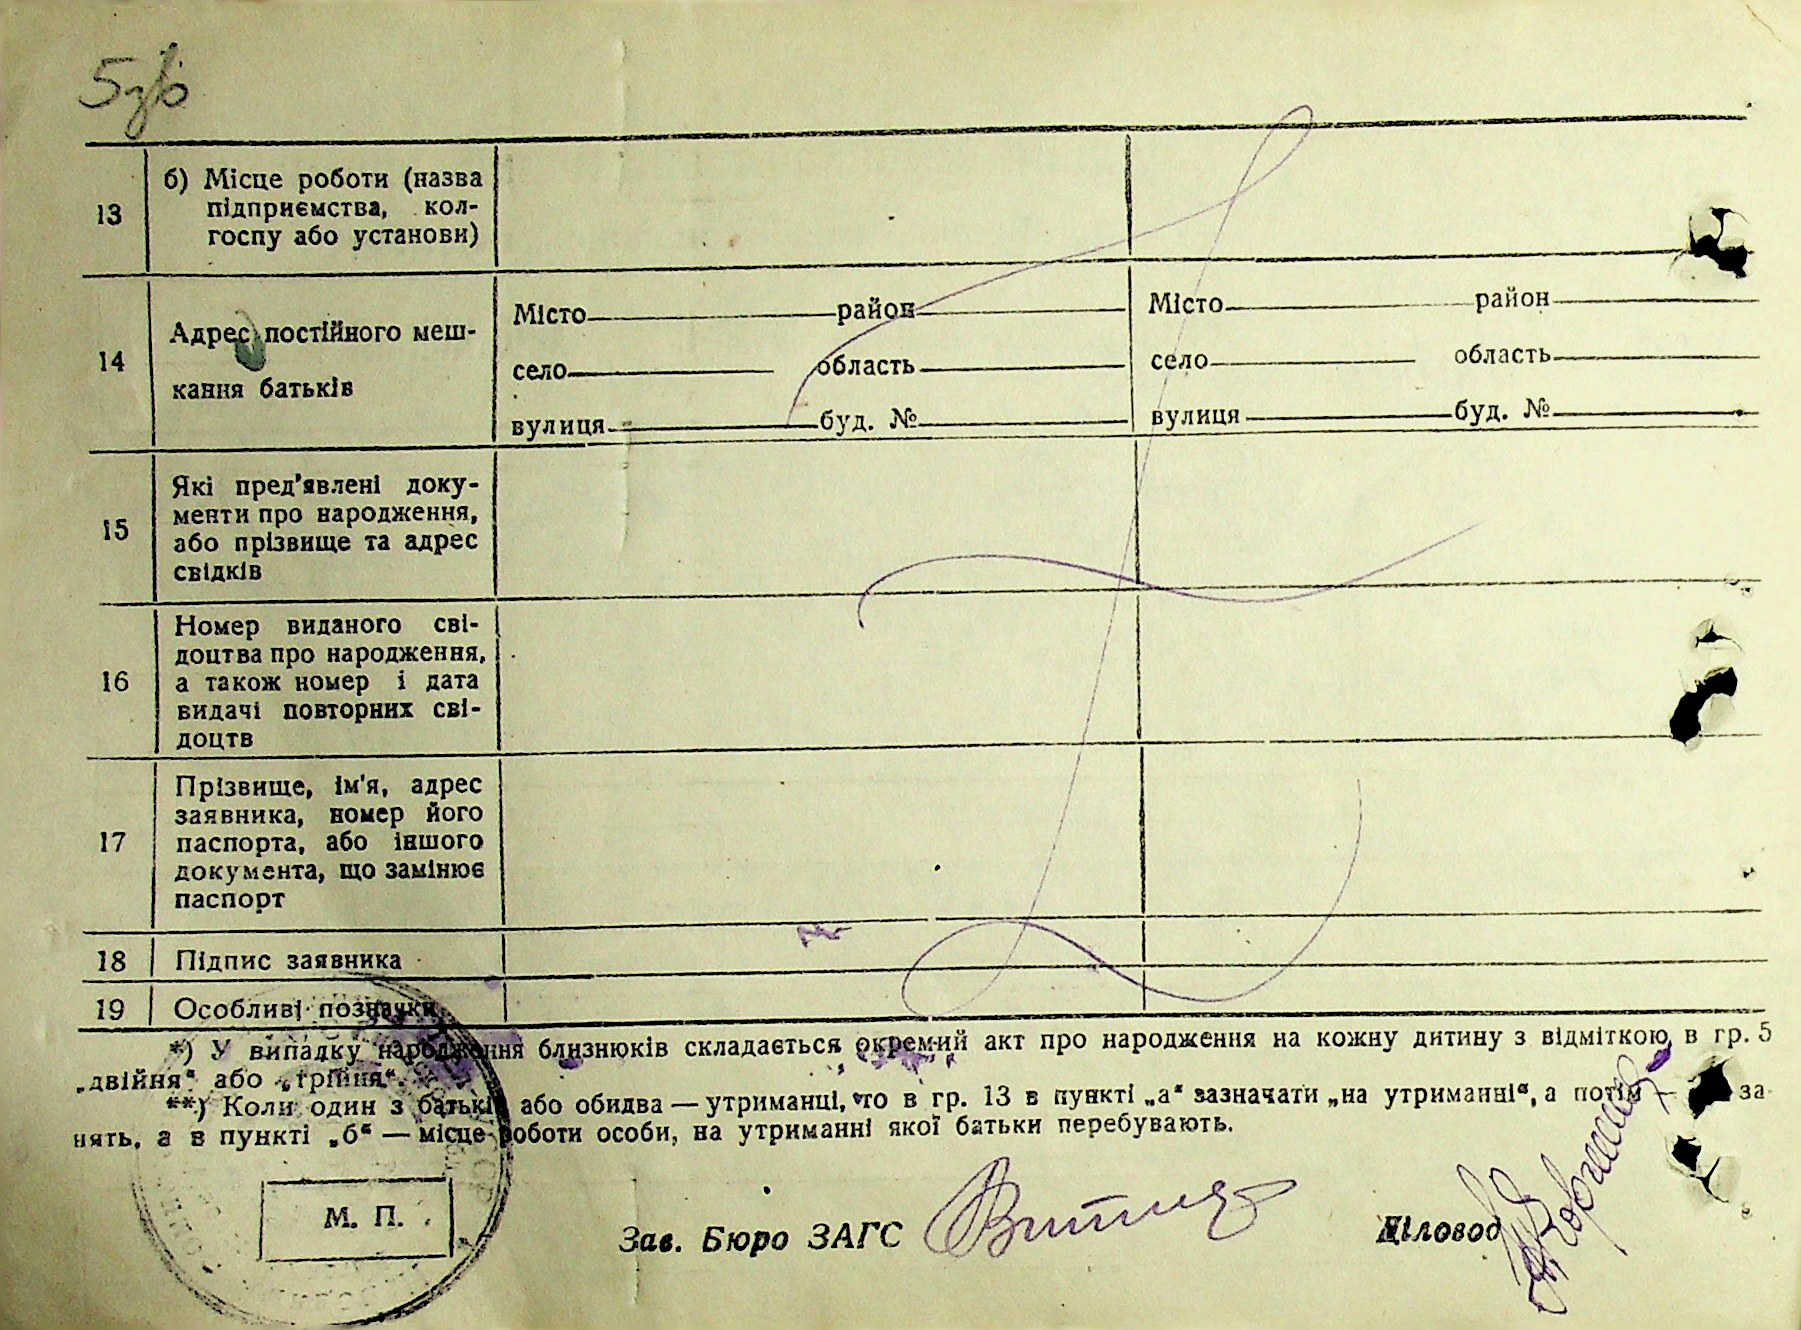 5зв
13 б) Місце роботи (назва
підприємства, кол-
госпу або установи)
14 Адрес постійного меш-
кання батьків
Місто район
село область
вулиця буд. №
Місто район
село область
вулиця буд. №
15 Які пред'явлені доку-
менти про народження,
або прізвище та адрес
свідків
16 Номер виданого сві-
доцтва про народження,
а також номер і дата
видачі повторних сві-
доцтв
17 Прізвище, ім'я, адрес
заявника, номер його
паспорта, або іншого
документа, що замінює
паспорт
18 Підпис заявника
19 Особливі позначки
*) У випадку народження близнюків складається окремий акт про народження на кожну дитину з відміткою в гр. 5
„двійня“ або „трійня“.
**) Коли один з батьків або обидва — утриманці, то в гр. 13 в пункті „а“ зазначати „на утриманні“, а потім — за
нять, а в пункті „б“ — місце роботи особи, на утриманні якої батьки перебувають.
М. П.
Зав. Бюро ЗАГС
Діловод